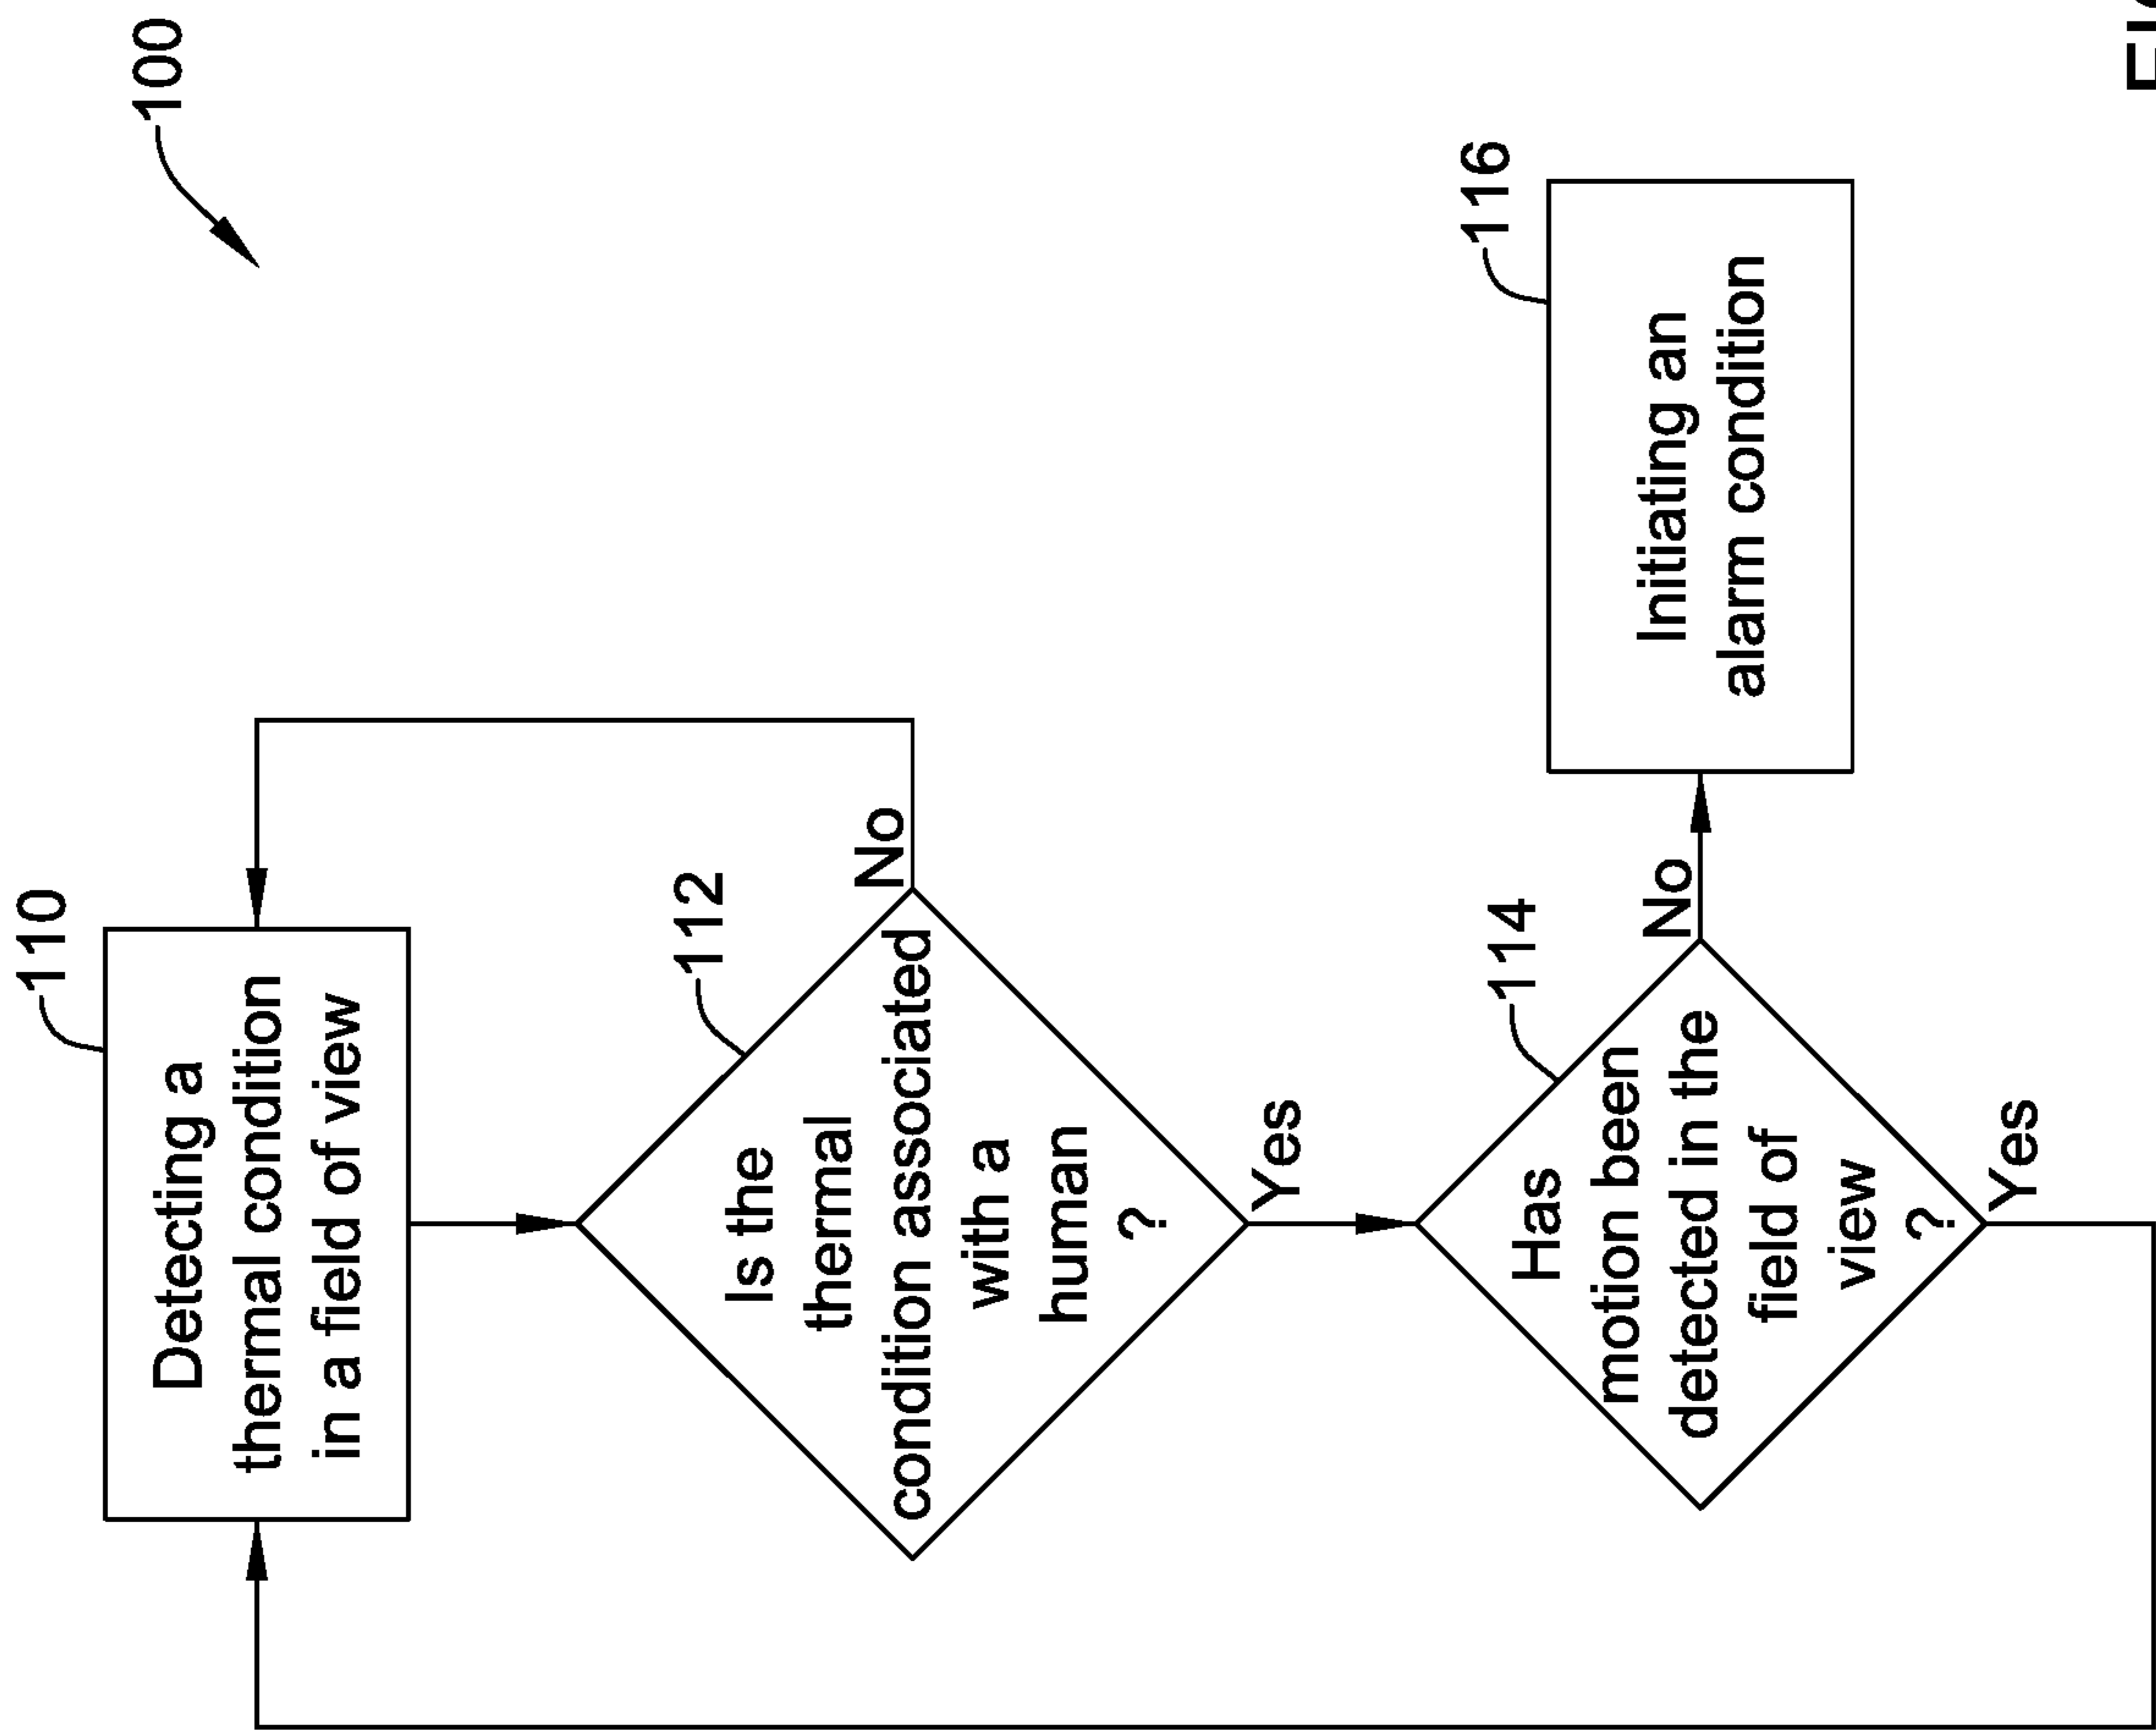 100
110
Detecting a
thermal condition
in a field of view
112
Is the
thermal
condition associated
with a
human
?
No
Yes
114
Has
motion been
detected in the
field of
view
?
No
Yes
116
Initiating an
alarm condition